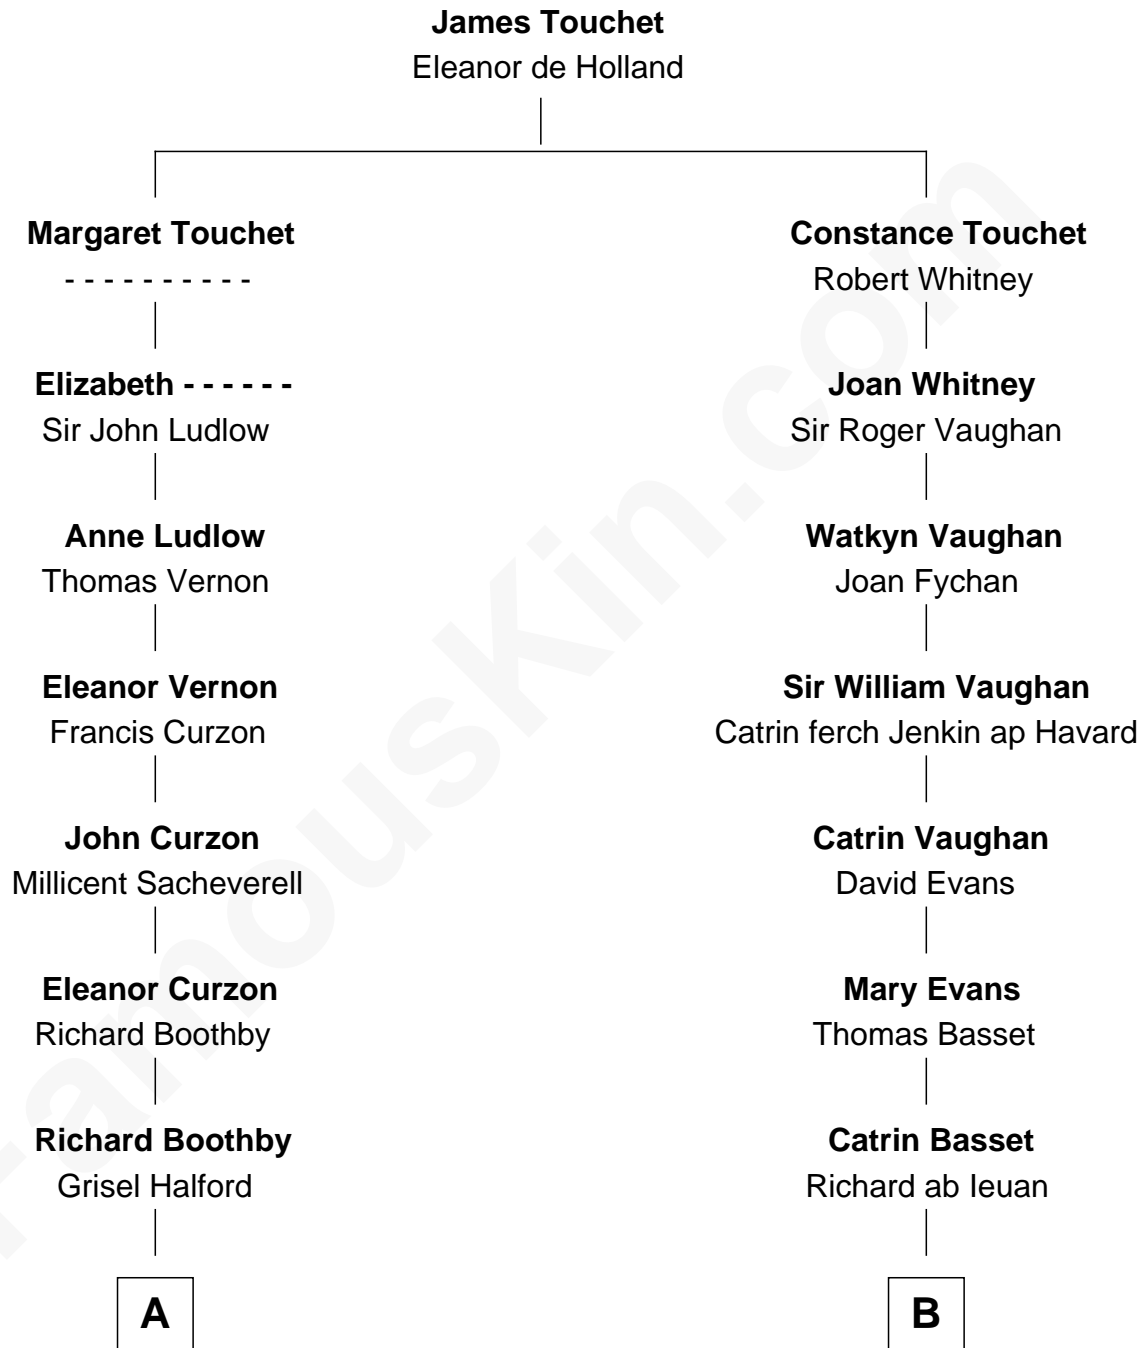 James Touchet
Eleanor de Holland
Margaret Touchet
- - - - - - - - - -
Constance Touchet
Robert Whitney
Elizabeth - - - - - -
Sir John Ludlow
Joan Whitney
Sir Roger Vaughan
Anne Ludlow
Thomas Vernon
Watkyn Vaughan
Joan Fychan
Eleanor Vernon
Francis Curzon
Sir William Vaughan
Catrin ferch Jenkin ap Havard
John Curzon
Millicent Sacheverell
Catrin Vaughan
David Evans
Eleanor Curzon
Richard Boothby
Mary Evans
Thomas Basset
Richard Boothby
Grisel Halford
Catrin Basset
Richard ab Ieuan
A
B
FamousKin.com